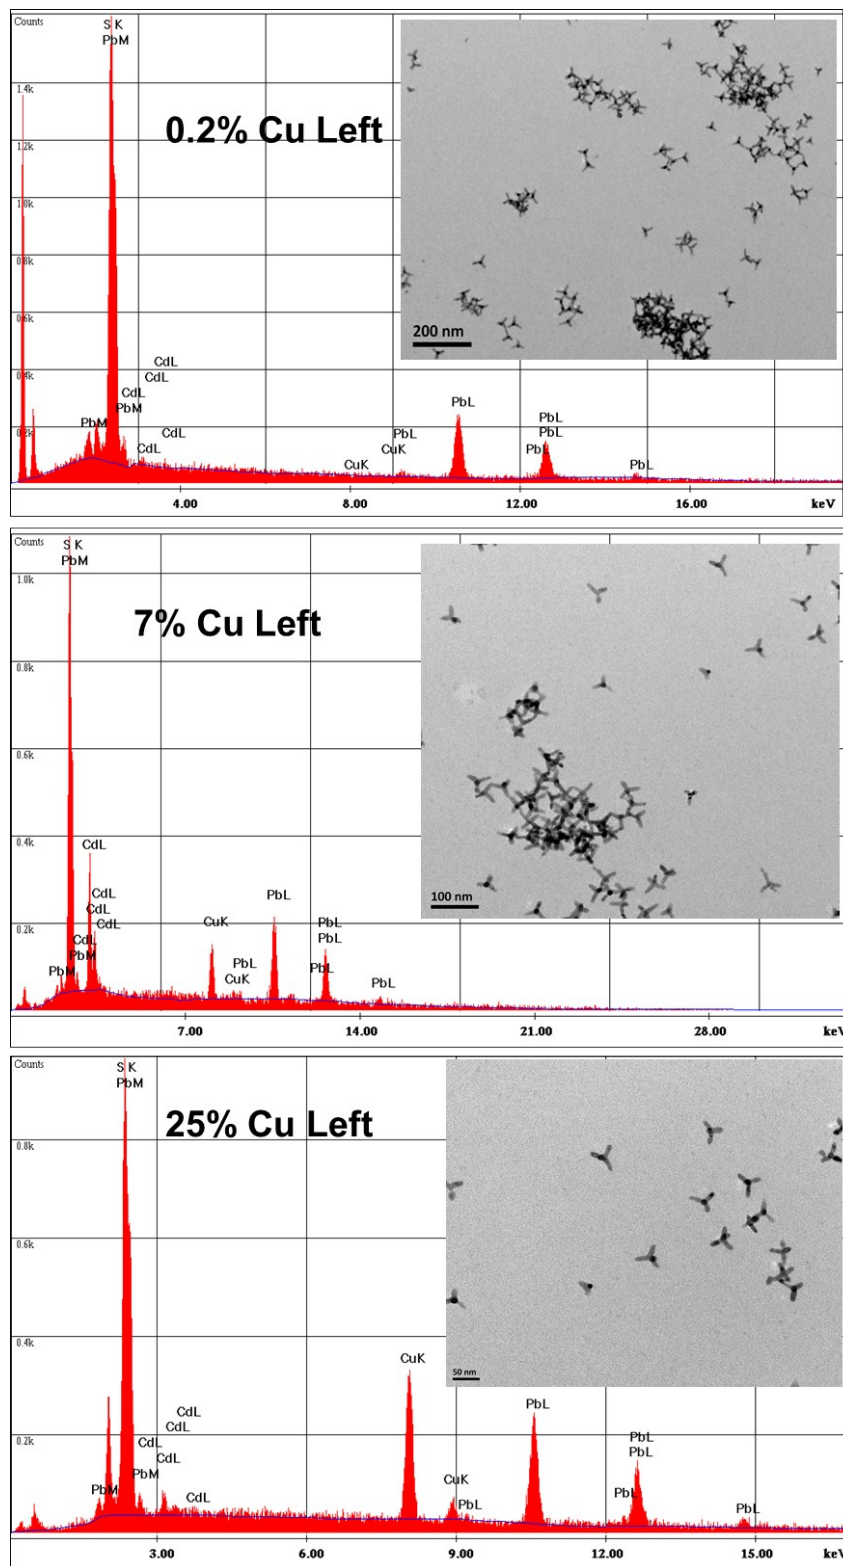 Counts
S K
PbM
1.4k
0.2% Cu Left
1.2k
1.0k
0.8k
0.6k
200 nm
CdL
0.4k
CdL
CdL
PbM
PbL
PbM
0.2k
CdL
CdL
PbL
CuK
CuK
PbL
PbL
PbL
PbL
4.00
8.00
12.00
16.00
keV
Counts
S K
PbM
1.0k
7% Cu Left
0.8k
0.6k
0.4k
CdL
CdL
PbL
100 nm
CdL
0.2k
CdL
CuK
PbL
PbL
CdL
PbM
PbM
PbL
CuK
PbL
PbL
7.00
14.00
21.00
28.00
keV
Counts
S K
PbM
25% Cu Left
0.8k
0.6k
0.4k
CuK
50 nm
CdL
PbL
CdL
0.2k
CdL
PbL
PbL
CdL
PbM
CuK
PbM
CdL
PbL
PbL
PbL
3.00
6.00
9.00
12.00
15.00
keV